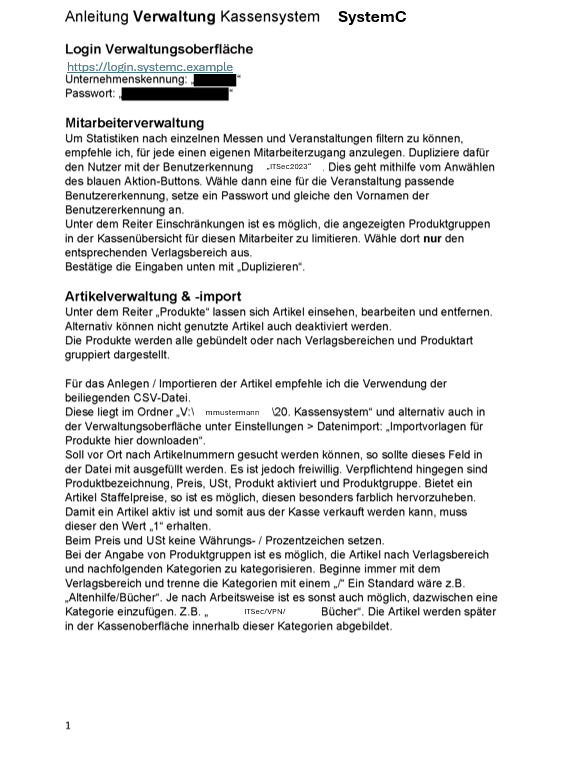 Anleitung Verwaltung Kassensystem SystemC
Login Verwaltungsoberfläche
https://login.systemc.example
Unternehmenskennung: „“
Passwort: „“
Mitarbeiterverwaltung
Um Statistiken nach einzelnen Messen und Veranstaltungen filtern zu können,
empfehle ich, für jede einen eigenen Mitarbeiterzugang anzulegen. Dupliziere dafür
den Nutzer mit der Benutzerkennung „ITSec2023“ . Dies geht mithilfe vom Anwählen
des blauen Aktion-Buttons. Wähle dann eine für die Veranstaltung passende
Benutzererkennung, setze ein Passwort und gleiche den Vornamen der
Benutzererkennung an.
Unter dem Reiter Einschränkungen ist es möglich, die angezeigten Produktgruppen
in der Kassenübersicht für diesen Mitarbeiter zu limitieren. Wähle dort nur den
entsprechenden Verlagsbereich aus.
Bestätige die Eingaben unten mit „Duplizieren“.
Artikelverwaltung & -import
Unter dem Reiter „Produkte“ lassen sich Artikel einsehen, bearbeiten und entfernen.
Alternativ können nicht genutzte Artikel auch deaktiviert werden.
Die Produkte werden alle gebündelt oder nach Verlagsbereichen und Produktart
gruppiert dargestellt.
Für das Anlegen / Importieren der Artikel empfehle ich die Verwendung der
beiliegenden CSV-Datei.
Diese liegt im Ordner „V:\ mmustermann \20. Kassensystem“ und alternativ auch in
der Verwaltungsoberfläche unter Einstellungen > Datenimport: „Importvorlagen für
Produkte hier downloaden“.
Soll vor Ort nach Artikelnummern gesucht werden können, so sollte dieses Feld in
der Datei mit ausgefüllt werden. Es ist jedoch freiwillig. Verpflichtend hingegen sind
Produktbezeichnung, Preis, USt, Produkt aktiviert und Produktgruppe. Bietet ein
Artikel Staffelpreise, so ist es möglich, diesen besonders farblich hervorzuheben.
Damit ein Artikel aktiv ist und somit aus der Kasse verkauft werden kann, muss
dieser den Wert „1“ erhalten.
Beim Preis und USt keine Währungs- / Prozentzeichen setzen.
Bei der Angabe von Produktgruppen ist es möglich, die Artikel nach Verlagsbereich
und nachfolgenden Kategorien zu kategorisieren. Beginne immer mit dem
Verlagsbereich und trenne die Kategorien mit einem „/“ Ein Standard wäre z.B.
„Altenhilfe/Bücher“. Je nach Arbeitsweise ist es sonst auch möglich, dazwischen eine
Kategorie einzufügen. Z.B. „ ITSec/VPN/ Bücher“. Die Artikel werden später
in der Kassenoberfläche innerhalb dieser Kategorien abgebildet.
1